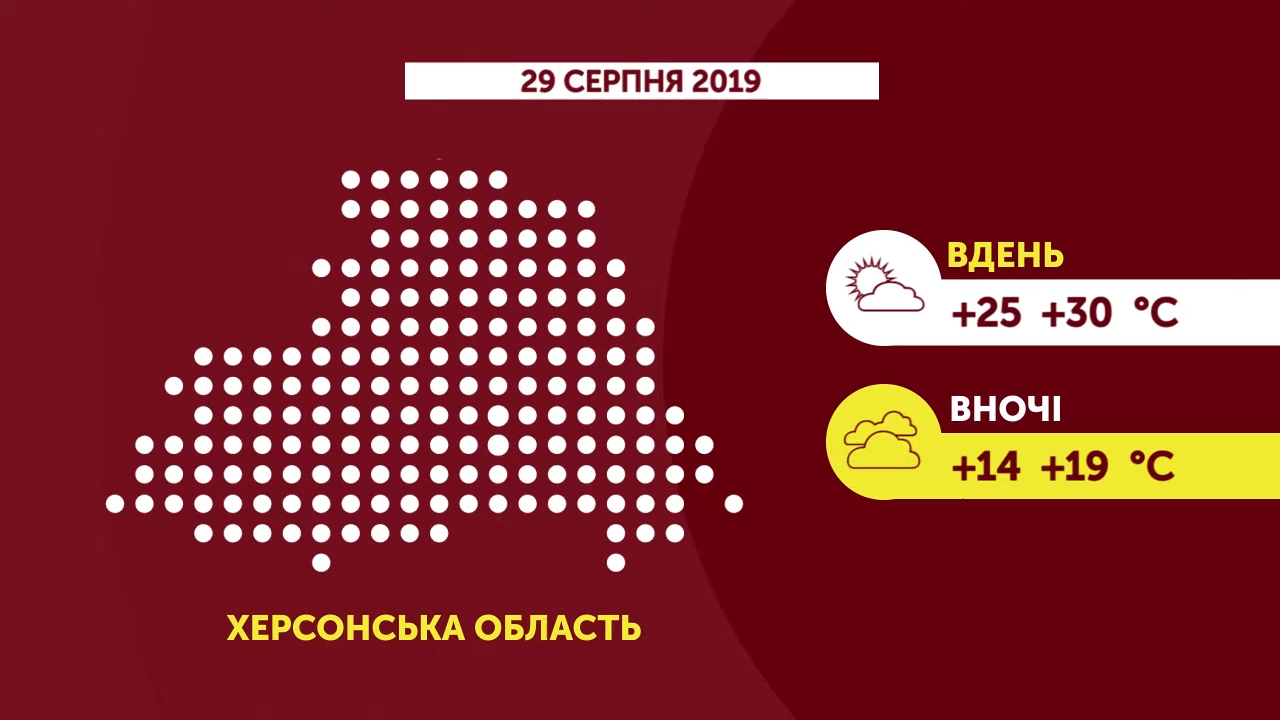 29 СЕРПНЯ 2019
ВДЕНЬ
+25 +30 °C
ВНОЧІ
+14 +19 °C
ХЕРСОНСЬКА ОБЛАСТЬ